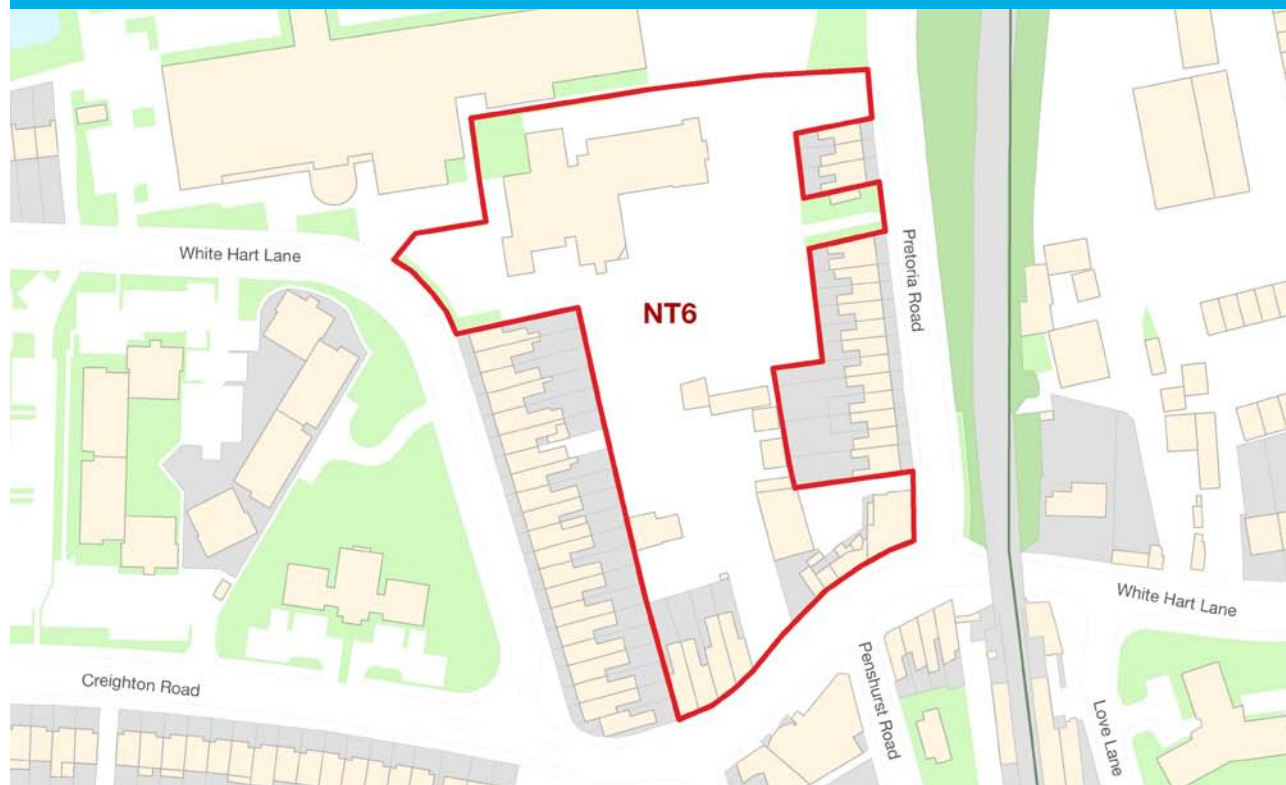 White Hart Lane
NT6
Pretoria Road
White Hart Lane
Creighton Road
Penshurst Road
Love Lane